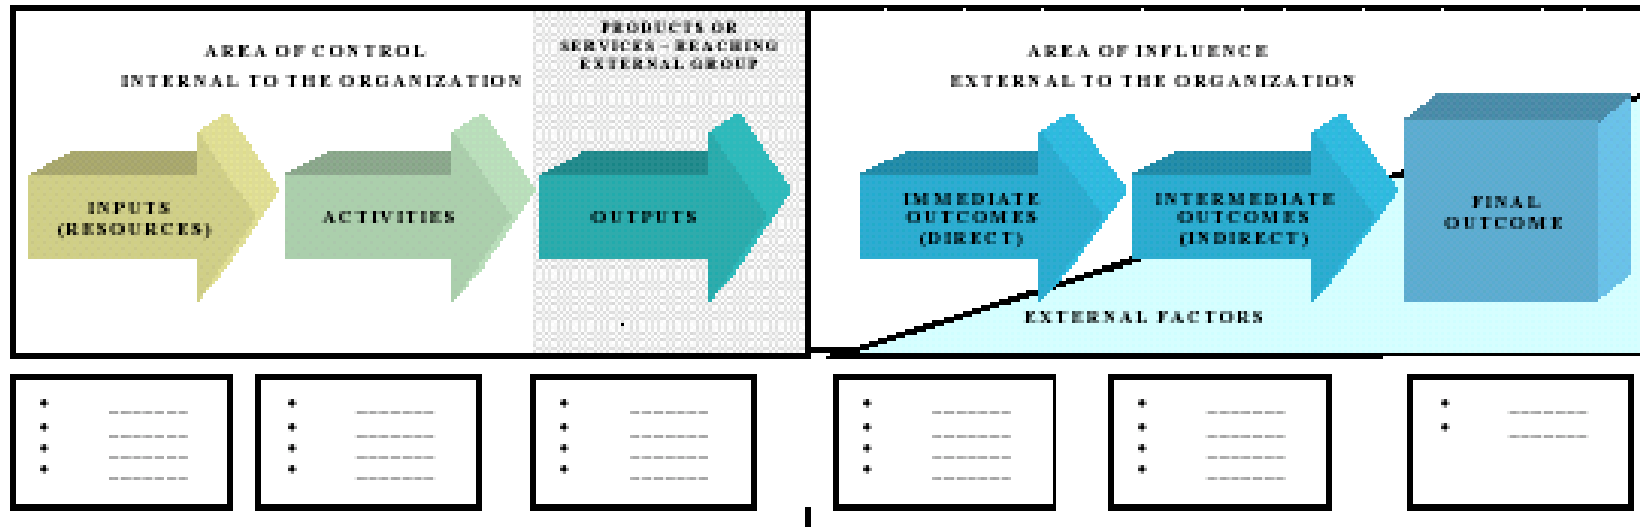 AREA OF CONTROL
INTERNAL TO THE ORGANIZATION
PRODUCTS OR
SERVICES – REACHING
EXTERNAL GROUP
AREA OF INFLUENCE
EXTERNAL TO THE ORGANIZATION
INPUTS
(RESOURCES)
ACTIVITIES
OUTPUTS
IMMEDIATE
OUTCOMES
(DIRECT)
INTERMEDIATE
OUTCOMES
(INDIRECT)
FINAL
OUTCOME
EXTERNAL FACTORS